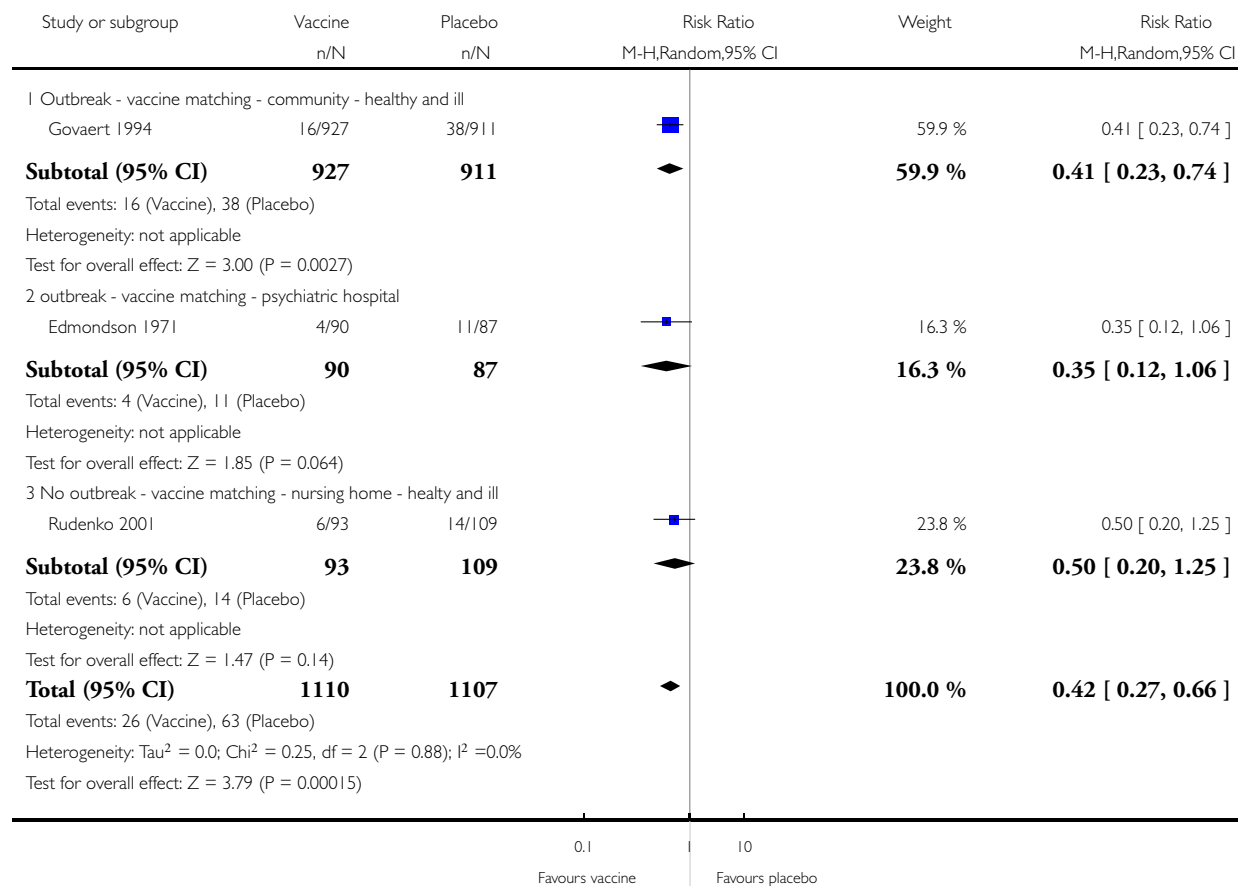 Study or subgroup Vaccine Placebo Risk Ratio Weight Risk Ratio
n/N n/N M-H,Random,95% CI M-H,Random,95% CI
1 Outbreak - vaccine matching - community - healthy and ill
Govaert 1994 16/927 38/911 59.9 % 0.41 [ 0.23, 0.74 ]
Subtotal (95% CI) 927 911 59.9 % 0.41 [ 0.23, 0.74 ]
Total events: 16 (Vaccine), 38 (Placebo)
Heterogeneity: not applicable
Test for overall effect: Z = 3.00 (P = 0.0027)
2 outbreak - vaccine matching - psychiatric hospital
Edmondson 1971 4/90 11/87 16.3 % 0.35 [ 0.12, 1.06 ]
Subtotal (95% CI) 90 87 16.3 % 0.35 [ 0.12, 1.06 ]
Total events: 4 (Vaccine), 11 (Placebo)
Heterogeneity: not applicable
Test for overall effect: Z = 1.85 (P = 0.064)
3 No outbreak - vaccine matching - nursing home - healty and ill
Rudenko 2001 6/93 14/109 23.8 % 0.50 [ 0.20, 1.25 ]
Subtotal (95% CI) 93 109 23.8 % 0.50 [ 0.20, 1.25 ]
Total events: 6 (Vaccine), 14 (Placebo)
Heterogeneity: not applicable
Test for overall effect: Z = 1.47 (P = 0.14)
Total (95% CI) 1110 1107 100.0 % 0.42 [ 0.27, 0.66 ]
Total events: 26 (Vaccine), 63 (Placebo)
Heterogeneity: Tau² = 0.0; Chi² = 0.25, df = 2 (P = 0.88); I² =0.0%
Test for overall effect: Z = 3.79 (P = 0.00015)
0.1 1 10
Favours vaccine Favours placebo